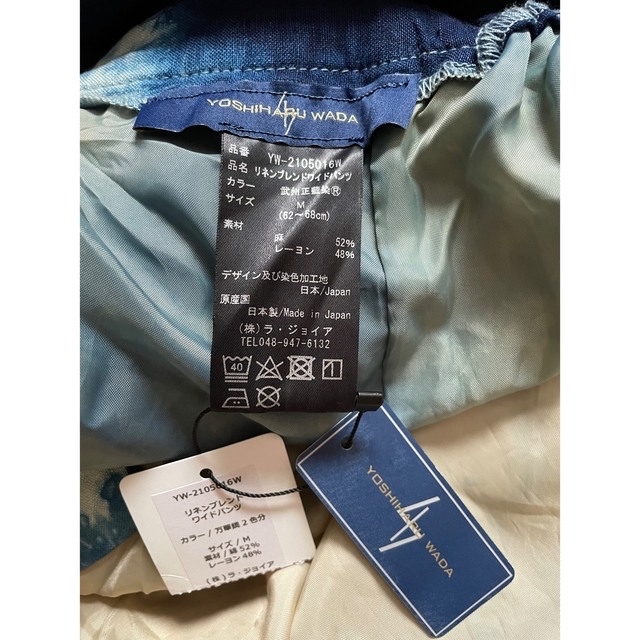 YOSHIHARU WADA
品番 YW-2105016W
品名 リネンブレンドワイドパンツ
カラー 武州正藍染®
サイズ M
(62〜68cm)
素材
麻 52%
レーヨン 48%
デザイン及び染色加工地
日本/Japan
原産国
日本製/Made in Japan
(株)ラ・ジョイア
TEL048-947-6132
40
YW-2105016W
リネンブレンド
ワイドパンツ
カラー / 万華鏡2色分
サイズ / M
素材 / 綿52%
レーヨン48%
(株)ラ・ジョイア
YOSHIHARU WADA